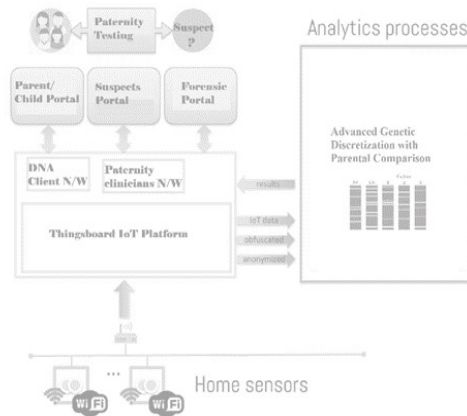 Paternity
Testing
Suspect
?
Analytics processes
Parent/
Child Portal
Suspects
Portal
Forensic
Portal
Advanced Genetic
Discretization with
Parental Comparison
DNA
Client N/W
Paternity
clinicians N/W
results
Thingsboard IoT Platform
IoT data
obfuscated
anonymized
...
Home sensors
Wi Fi
Wi Fi